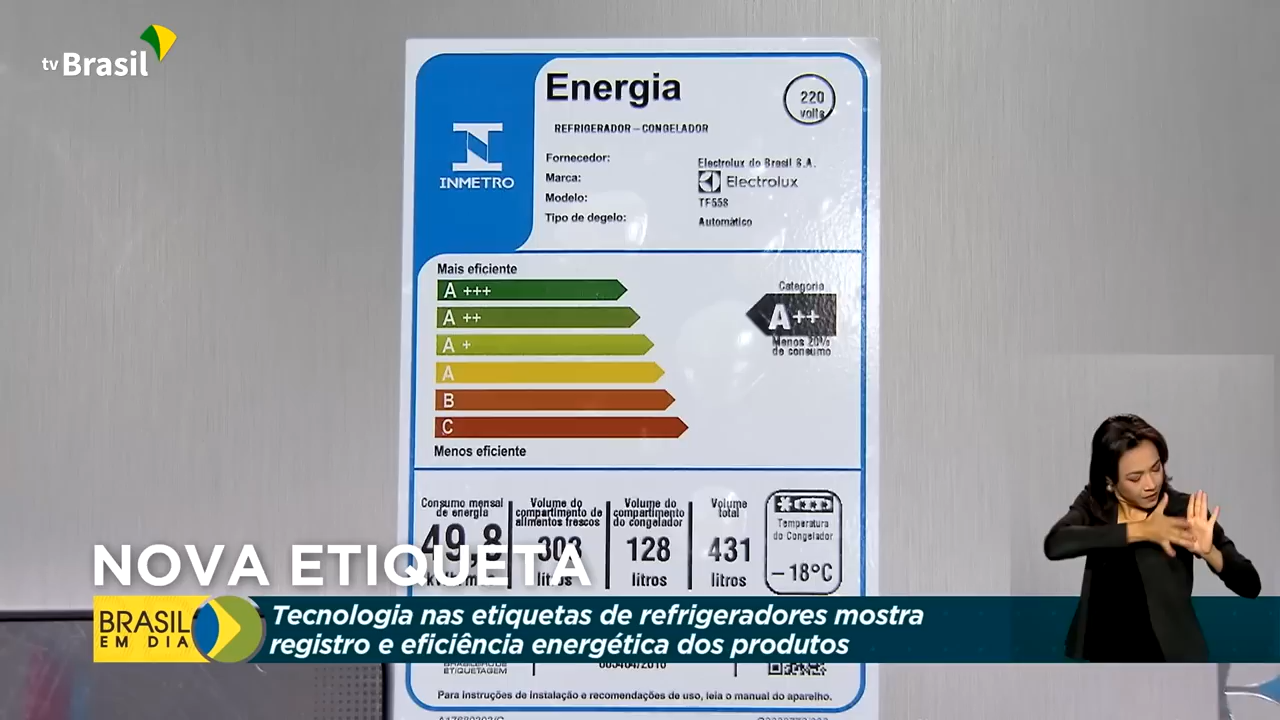 tv Brasil
Energia
220
volts
REFRIGERADOR – CONGELADOR
INMETRO
Fornecedor: Electrolux do Brasil S.A.
Marca: Electrolux
Modelo: TF55S
Tipo de degelo: Automático
Mais eficiente
A +++
A ++
A +
A
B
C
Menos eficiente
Categoria
A++
Menos 20%
de consumo
Consumo mensal
de energia
49,8
Volume do
compartimento de
alimentos frescos
303
litros
Volume do
compartimento
do congelador
128
litros
Volume
total
431
litros
Temperatura
do Congelador
– 18°C
NOVA ETIQUETA
BRASIL
EM DIA
Tecnologia nas etiquetas de refrigeradores mostra
registro e eficiência energética dos produtos
ETIQUETAGEM
Para instruções de instalação e recomendações de uso, leia o manual do aparelho.